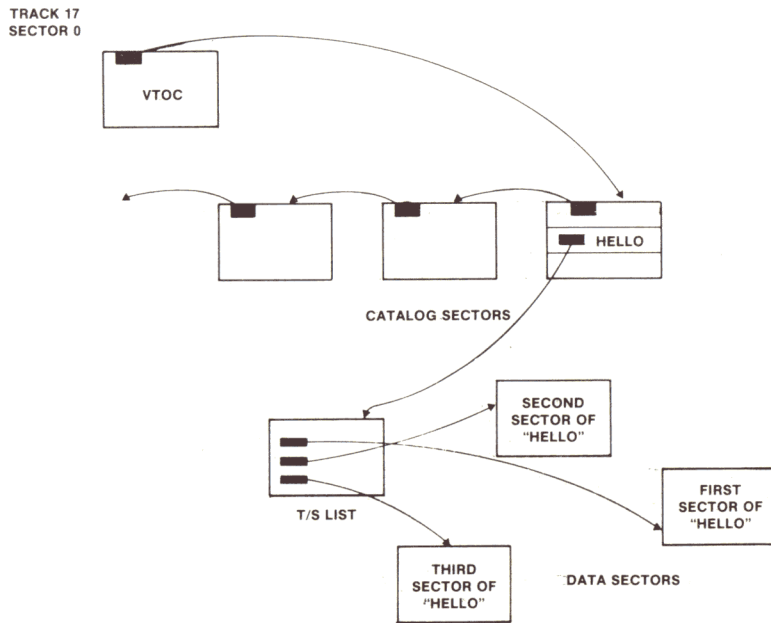 TRACK 17
SECTOR 0
VTOC
HELLO
CATALOG SECTORS
SECOND
SECTOR OF
"HELLO"
FIRST
SECTOR OF
"HELLO"
T/S LIST
THIRD
SECTOR OF
"HELLO"
DATA SECTORS